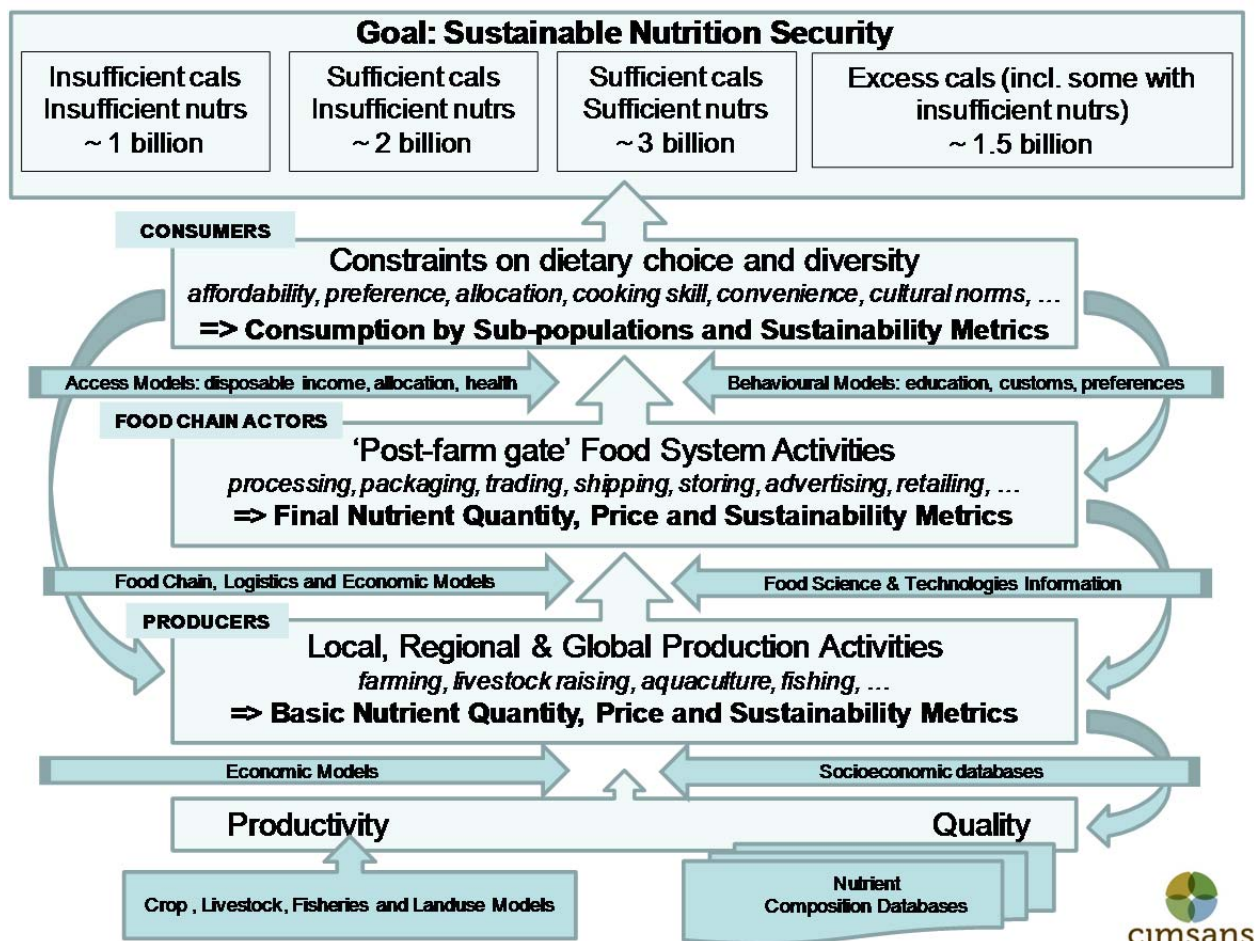 Goal: Sustainable Nutrition Security
Insufficient cals
Insufficient nutrs
~ 1 billion
Sufficient cals
Insufficient nutrs
~ 2 billion
Sufficient cals
Sufficient nutrs
~ 3 billion
Excess cals (incl. some with
insufficient nutrs)
~ 1.5 billion
CONSUMERS
Constraints on dietary choice and diversity
affordability, preference, allocation, cooking skill, convenience, cultural norms, …
=> Consumption by Sub-populations and Sustainability Metrics
Access Models: disposable income, allocation, health
Behavioural Models: education, customs, preferences
FOOD CHAIN ACTORS
‘Post-farm gate’ Food System Activities
processing, packaging, trading, shipping, storing, advertising, retailing, …
=> Final Nutrient Quantity, Price and Sustainability Metrics
Food Chain, Logistics and Economic Models
Food Science & Technologies Information
PRODUCERS
Local, Regional & Global Production Activities
farming, livestock raising, aquaculture, fishing, …
=> Basic Nutrient Quantity, Price and Sustainability Metrics
Economic Models
Socioeconomic databases
Productivity
Quality
Crop , Livestock, Fisheries and Landuse Models
Nutrient
Composition Databases
cimsans